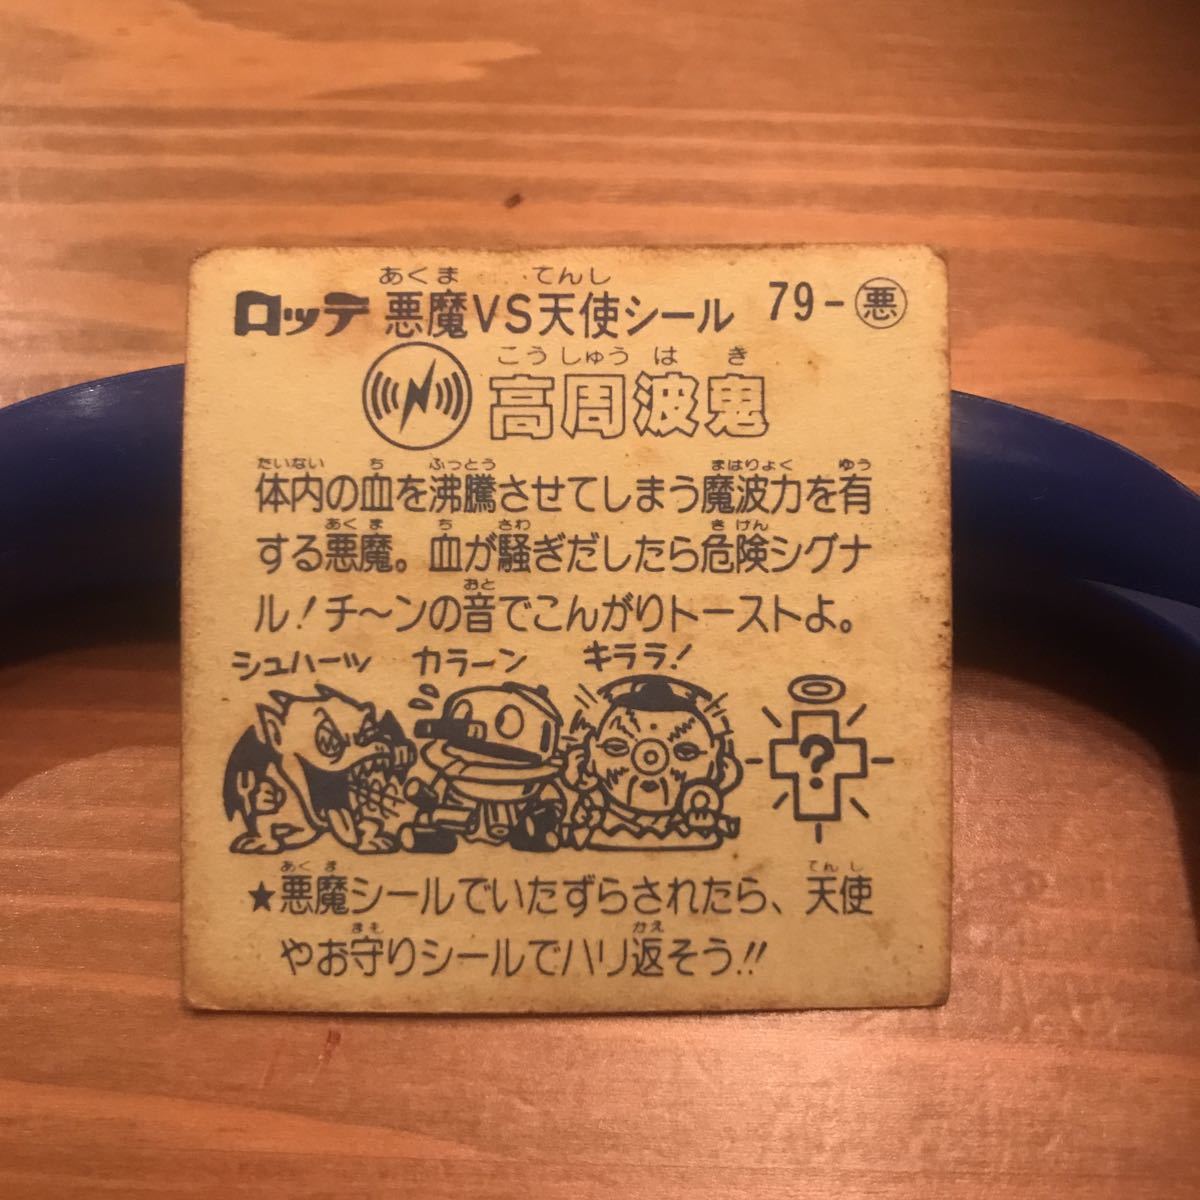 あくま てんし
ロッテ 悪魔VS天使シール 79-悪
こうしゅうはき
高周波鬼
たいない ち ふっとう まはりょく ゆう
体内の血を沸騰させてしまう魔波力を有
あくま ち さわ きけん
する悪魔。血が騒ぎだしたら危険シグナ
おと
ル!チ〜ンの音でこんがりトーストよ。
シュハーツ カラーン キララ!
?
あくま てんし
★悪魔シールでいたずらされたら、天使
まも かえ
やお守りシールでハリ返そう!!